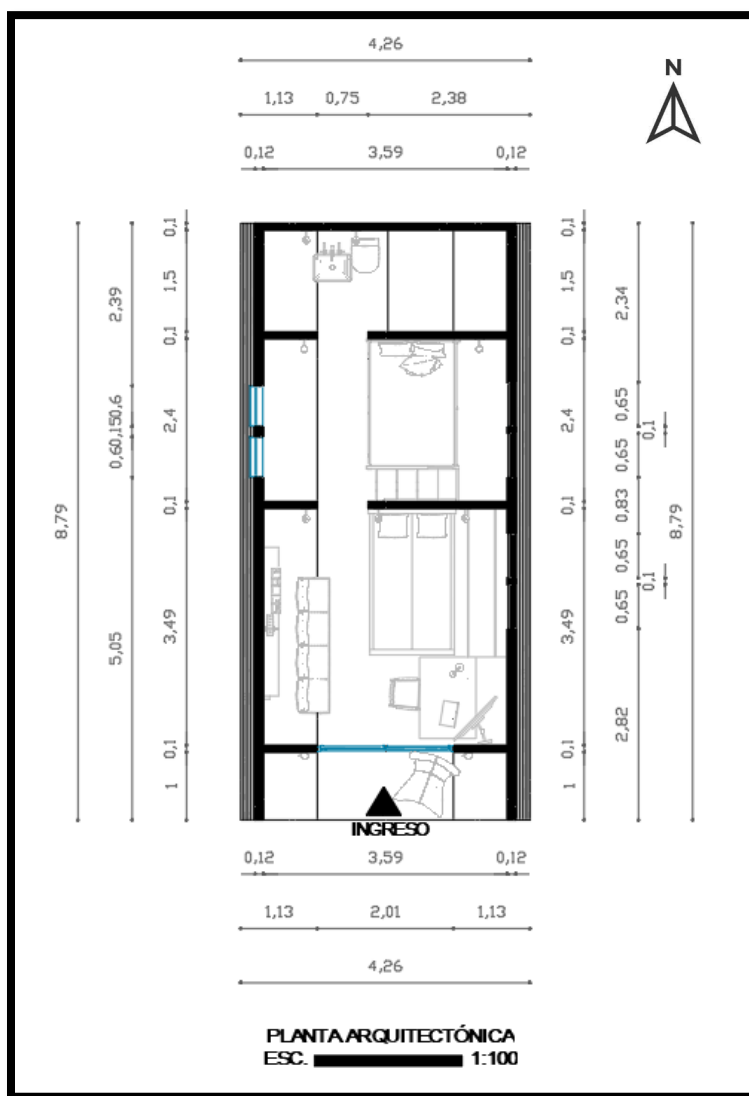 4,26
N
1,13 0,75 2,38
0,12 3,59 0,12
0,1 0,1
1,5 1,5
2,39 2,34
0,1 0,1
0,6 0,65
2,4 2,4
0,15 0,1
0,6 0,65
0,1 0,1
0,83
8,79 8,79
0,65
0,1
0,65
5,05 3,49 3,49
2,82
0,1 0,1
1 1
INGRESO
0,12 3,59 0,12
1,13 2,01 1,13
4,26
PLANTA ARQUITECTÓNICA
ESC. 1:100